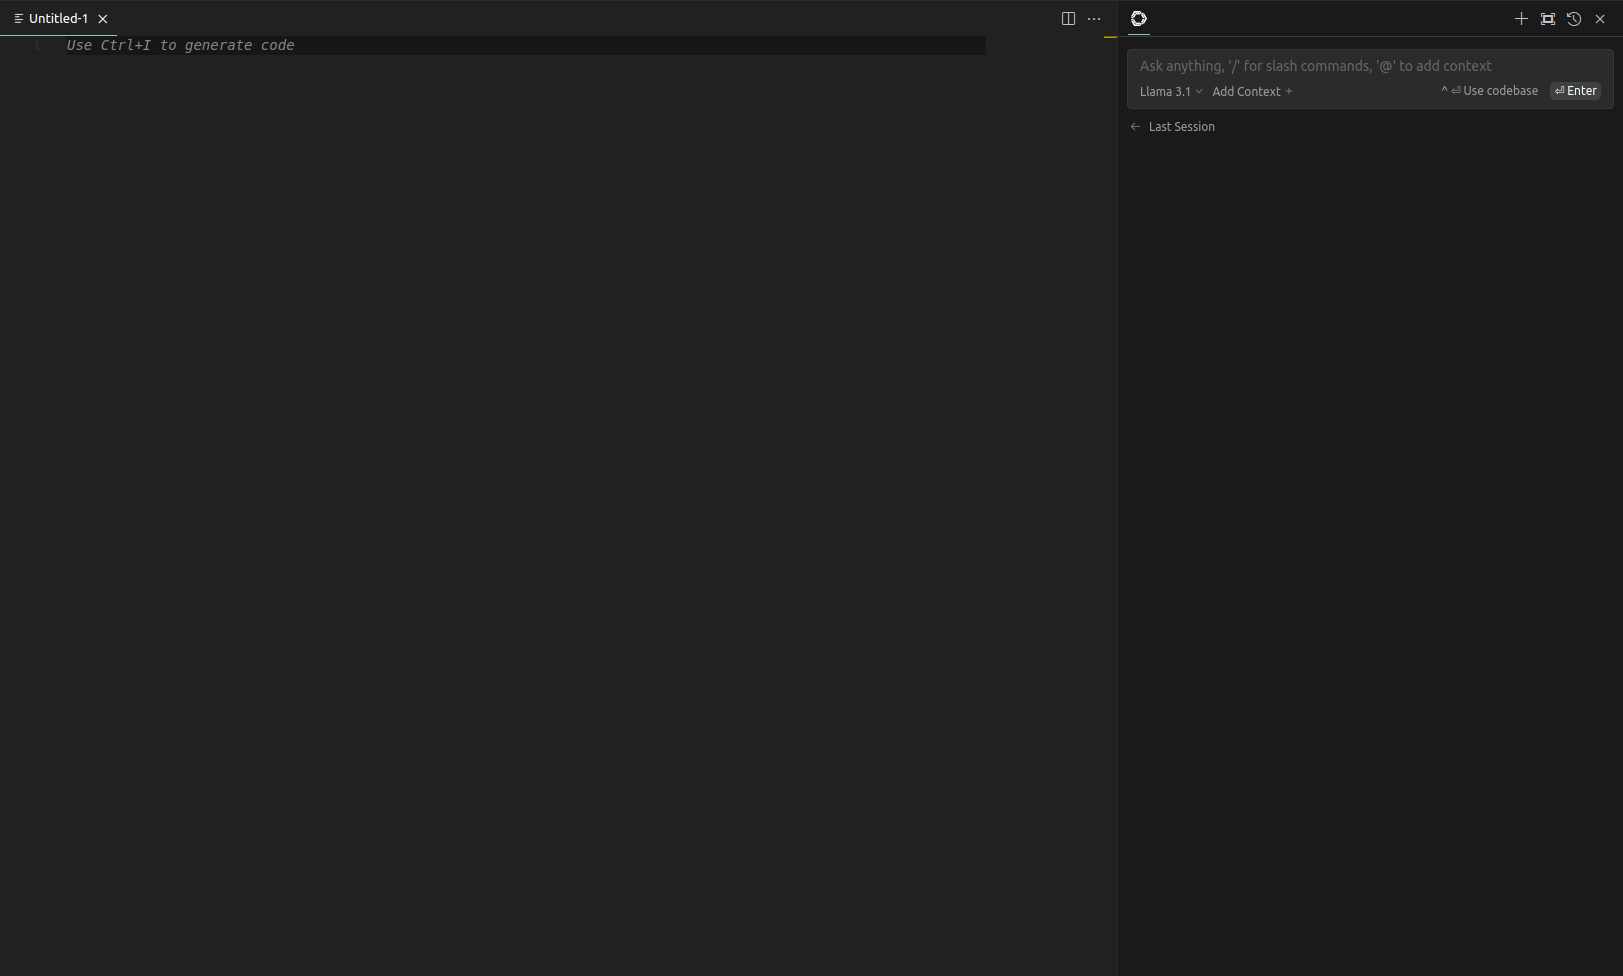 Untitled-1
1 Use Ctrl+I to generate code
Ask anything, '/' for slash commands, '@' to add context
Llama 3.1 Add Context + ^ ⏎ Use codebase ⏎ Enter
← Last Session